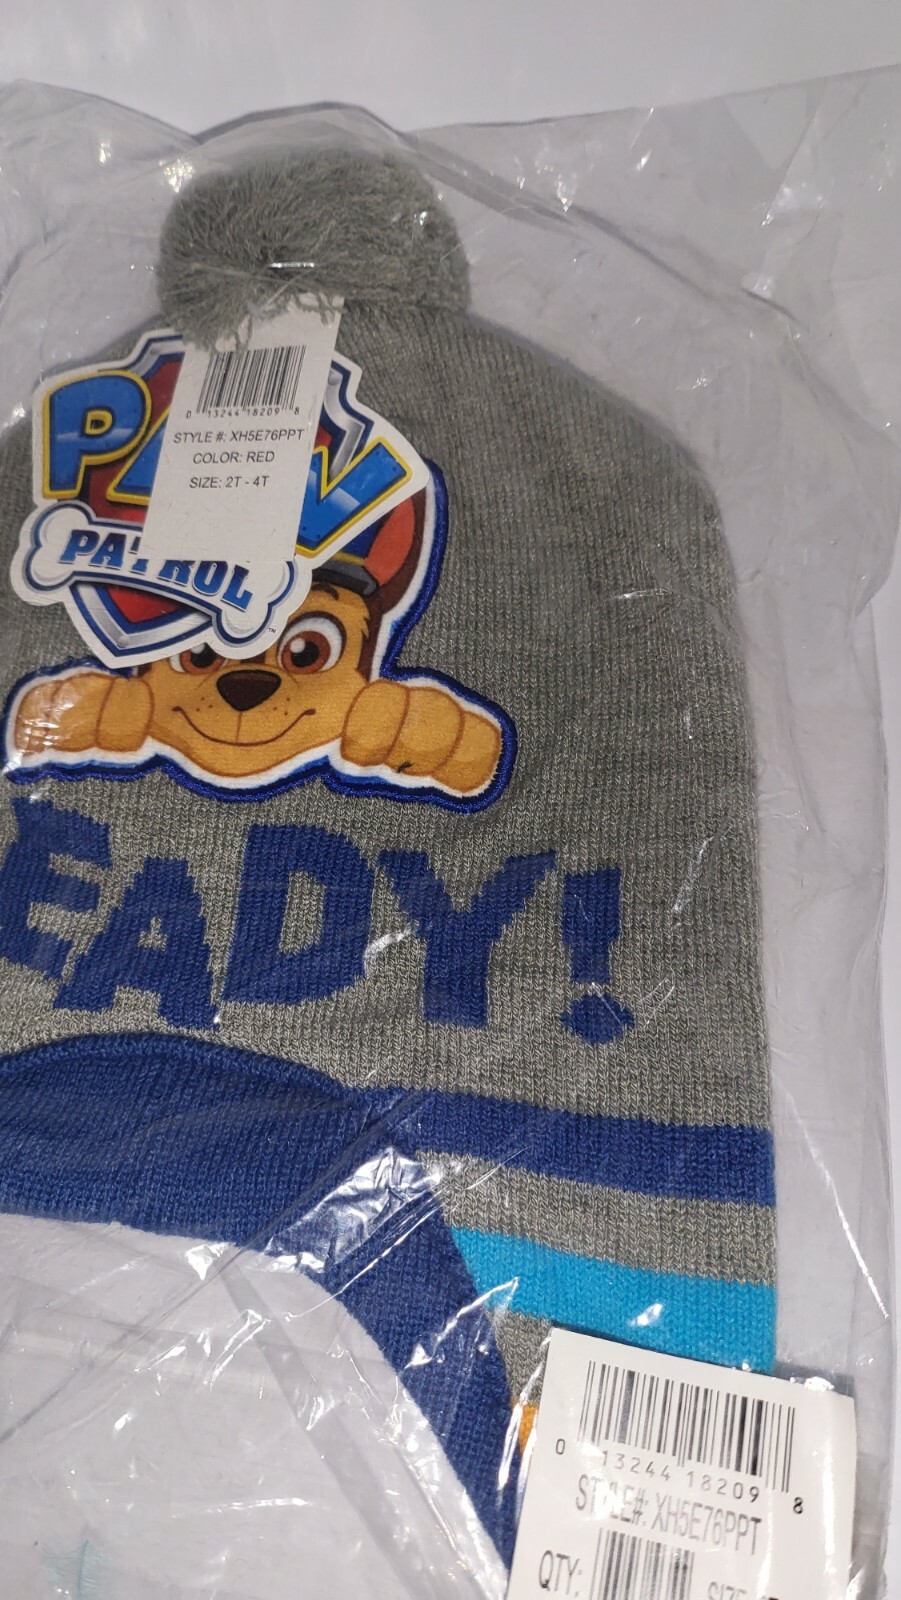 PAW
PATROL
TM
0 13244 18209 8
STYLE #: XH5E76PPT
COLOR: RED
SIZE: 2T - 4T
EADY!
0 13244 18209 8
STYLE#: XH5E76PPT
QTY: